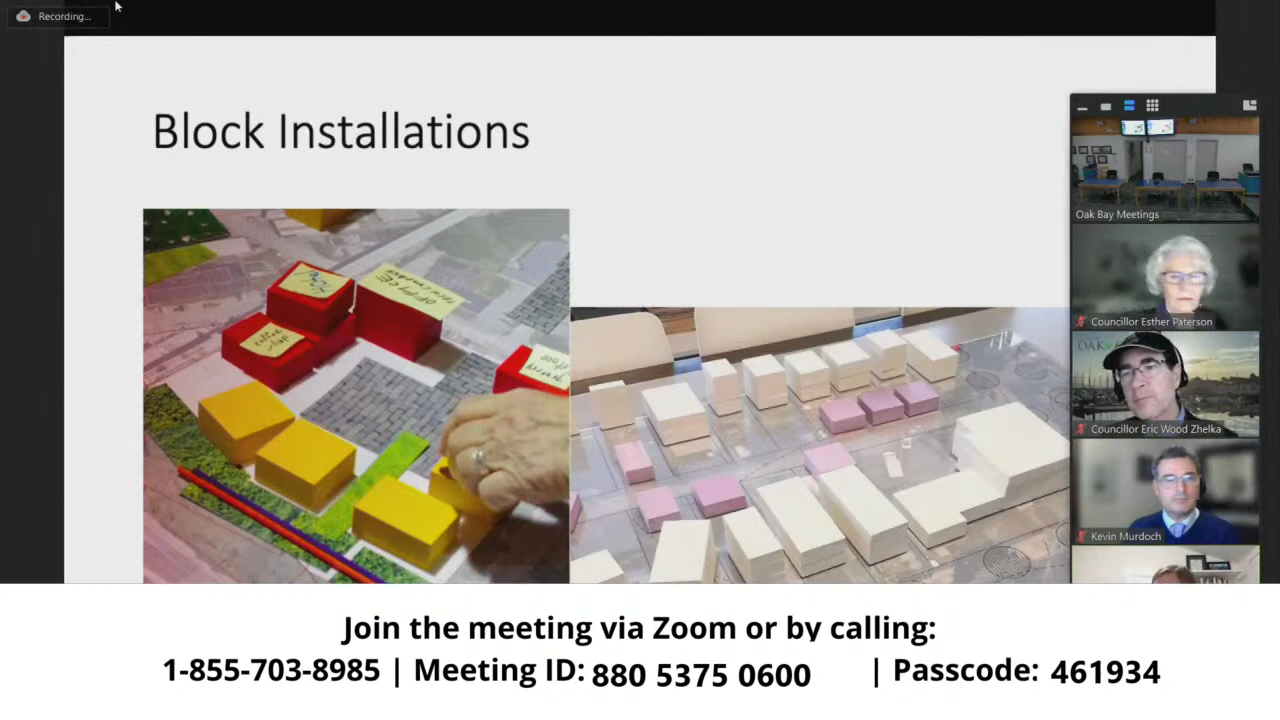 Recording...
Block Installations
Oak Bay Meetings
Councillor Esther Paterson
OAK
Councillor Eric Wood Zhelka
Kevin Murdoch
Join the meeting via Zoom or by calling:
1-855-703-8985 | Meeting ID: 880 5375 0600 | Passcode: 461934